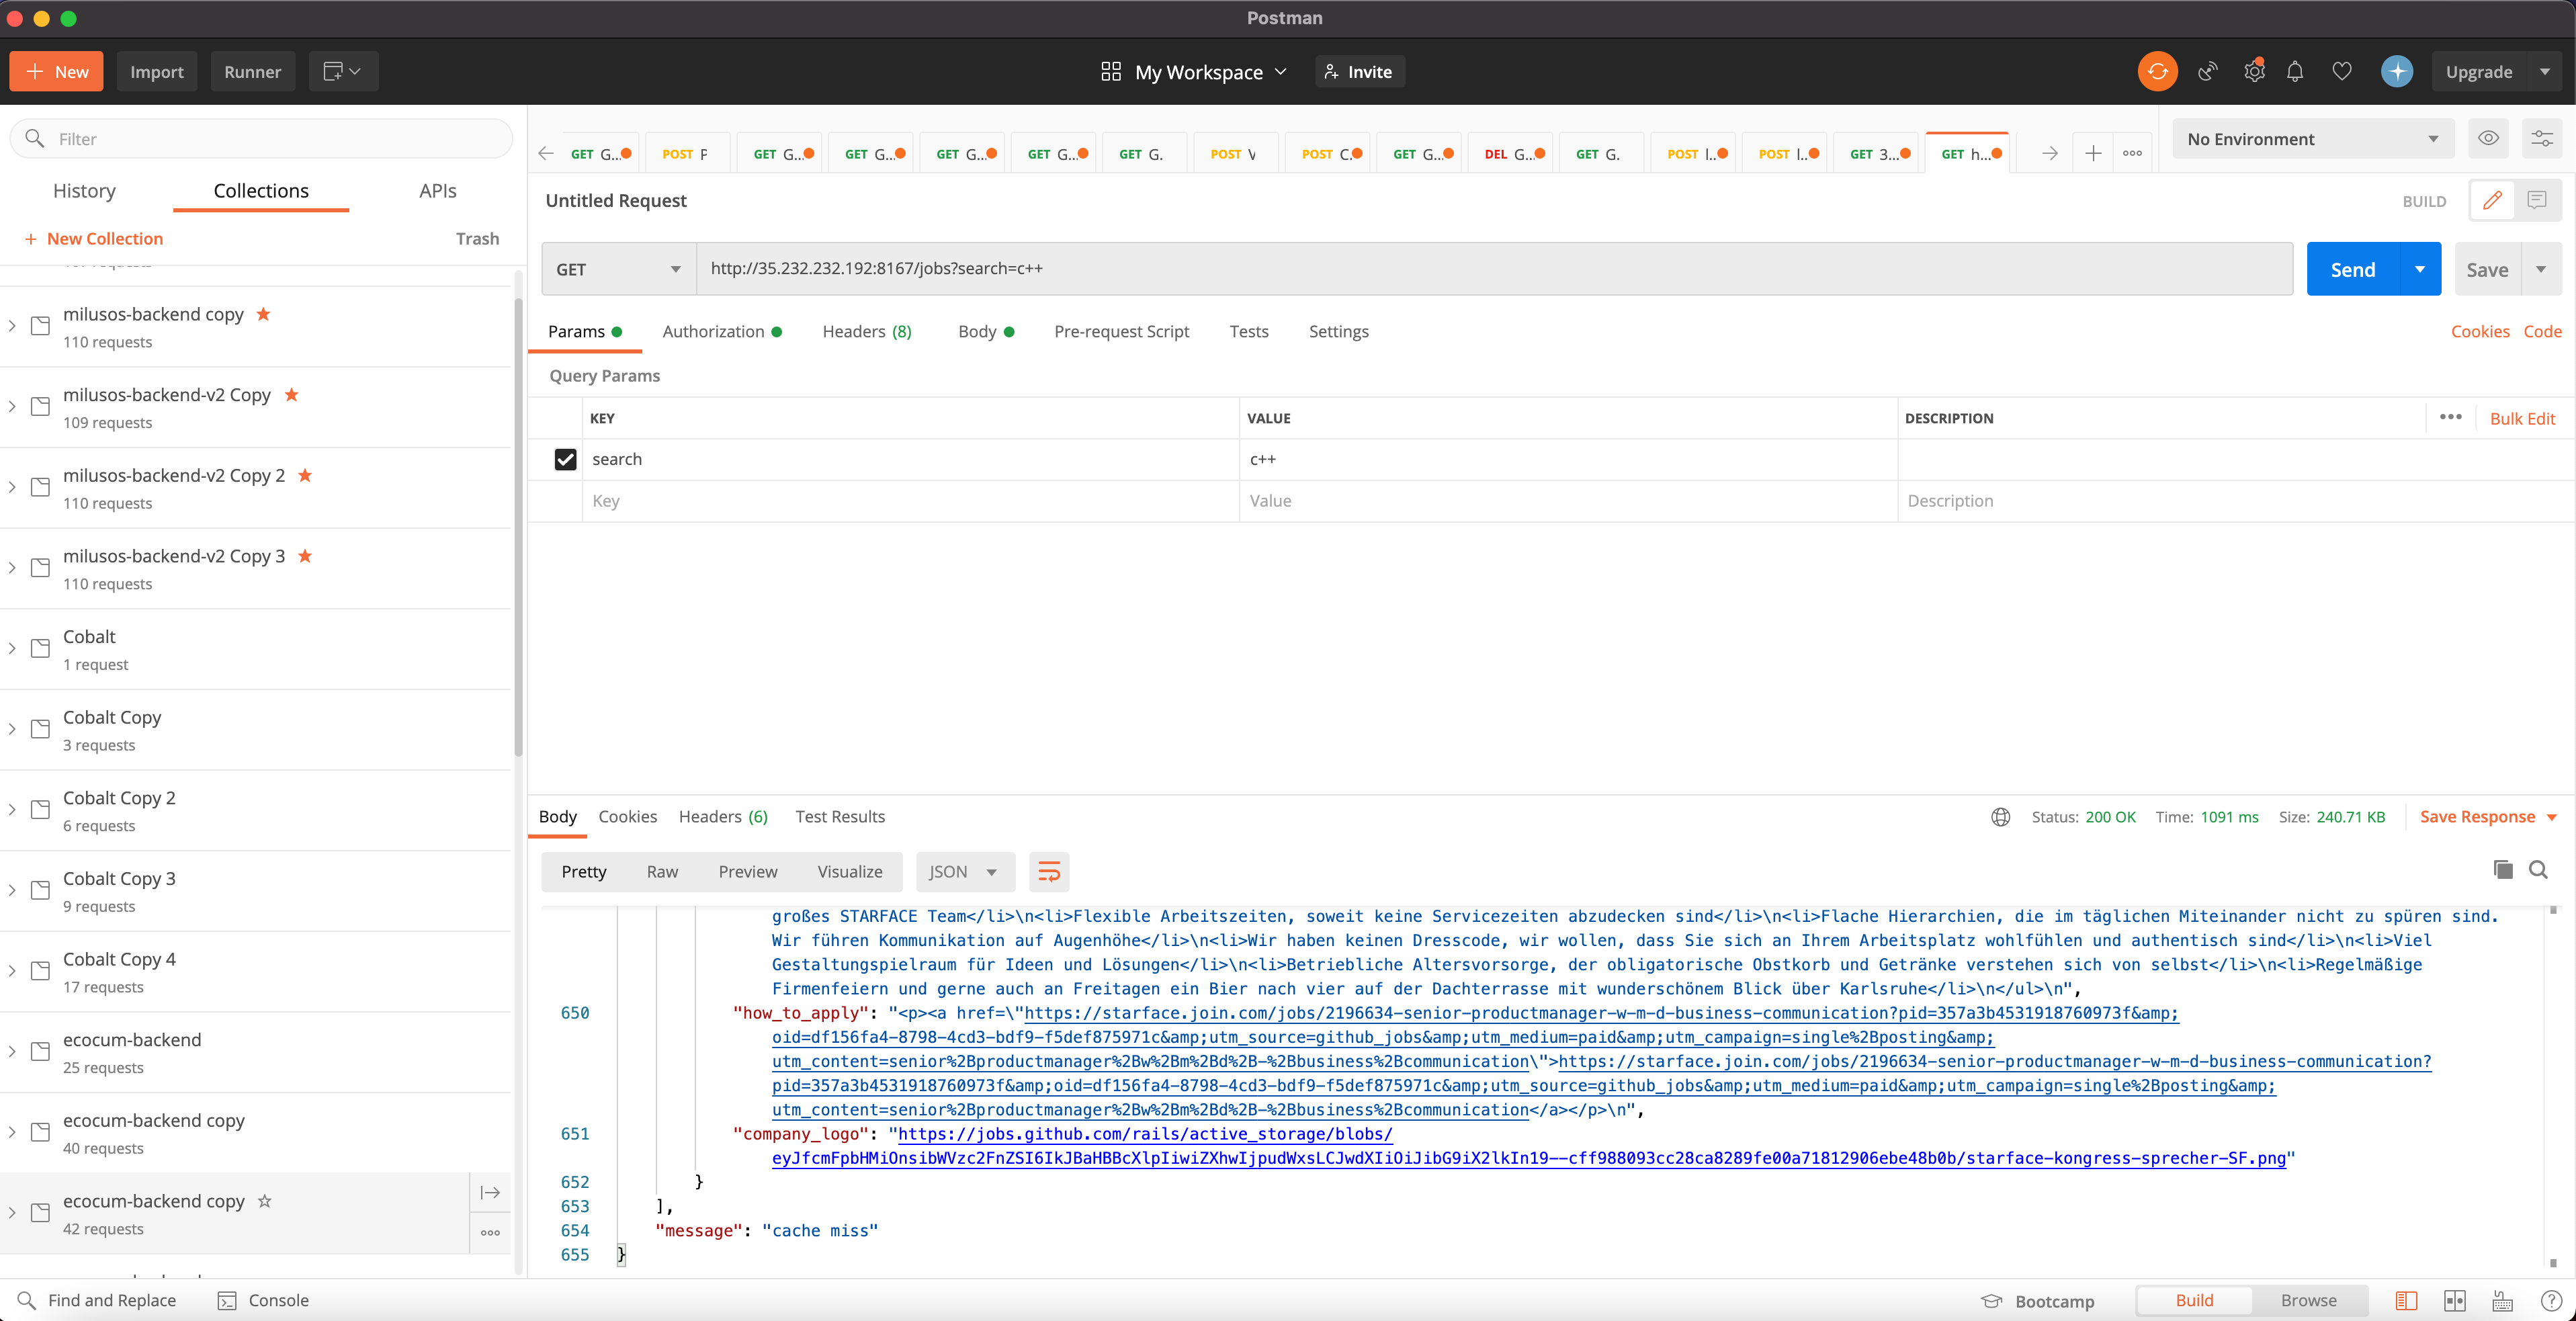 Postman
New
Import
Runner
My Workspace
Invite
Upgrade
Filter
History
Collections
APIs
+ New Collection
Trash
milusos-backend copy
110 requests
milusos-backend-v2 Copy
109 requests
milusos-backend-v2 Copy 2
110 requests
milusos-backend-v2 Copy 3
110 requests
Cobalt
1 request
Cobalt Copy
3 requests
Cobalt Copy 2
6 requests
Cobalt Copy 3
9 requests
Cobalt Copy 4
17 requests
ecocum-backend
25 requests
ecocum-backend copy
40 requests
ecocum-backend copy
42 requests
GET G...
POST P
GET G...
GET G...
GET G...
GET G...
GET G.
POST V
POST C.
GET G...
DEL G...
GET G.
POST l..
POST l..
GET 3...
GET h...
No Environment
Untitled Request
BUILD
GET
http://35.232.232.192:8167/jobs?search=c++
Send
Save
Params
Authorization
Headers (8)
Body
Pre-request Script
Tests
Settings
Cookies
Code
Query Params
KEY
VALUE
DESCRIPTION
Bulk Edit
search
c++
Key
Value
Description
Body
Cookies
Headers (6)
Test Results
Status: 200 OK
Time: 1091 ms
Size: 240.71 KB
Save Response
Pretty
Raw
Preview
Visualize
JSON
großes STARFACE Team</li>\n<li>Flexible Arbeitszeiten, soweit keine Servicezeiten abzudecken sind</li>\n<li>Flache Hierarchien, die im täglichen Miteinander nicht zu spüren sind.
Wir führen Kommunikation auf Augenhöhe</li>\n<li>Wir haben keinen Dresscode, wir wollen, dass Sie sich an Ihrem Arbeitsplatz wohlfühlen und authentisch sind</li>\n<li>Viel
Gestaltungspielraum für Ideen und Lösungen</li>\n<li>Betriebliche Altersvorsorge, der obligatorische Obstkorb und Getränke verstehen sich von selbst</li>\n<li>Regelmäßige
Firmenfeiern und gerne auch an Freitagen ein Bier nach vier auf der Dachterrasse mit wunderschönem Blick über Karlsruhe</li>\n</ul>\n",
650 "how_to_apply": "<p><a href=\"https://starface.join.com/jobs/2196634-senior-productmanager-w-m-d-business-communication?pid=357a3b4531918760973f&amp;
oid=df156fa4-8798-4cd3-bdf9-f5def875971c&amp;utm_source=github_jobs&amp;utm_medium=paid&amp;utm_campaign=single%2Bposting&amp;
utm_content=senior%2Bproductmanager%2Bw%2Bm%2Bd%2B-%2Bbusiness%2Bcommunication\">https://starface.join.com/jobs/2196634-senior-productmanager-w-m-d-business-communication?
pid=357a3b4531918760973f&amp;oid=df156fa4-8798-4cd3-bdf9-f5def875971c&amp;utm_source=github_jobs&amp;utm_medium=paid&amp;utm_campaign=single%2Bposting&amp;
utm_content=senior%2Bproductmanager%2Bw%2Bm%2Bd%2B-%2Bbusiness%2Bcommunication</a></p>\n",
651 "company_logo": "https://jobs.github.com/rails/active_storage/blobs/
eyJfcmFpbHMiOnsibWVzc2FnZSI6IkJBaHBBcXlpIiwiZXhwIjpudWxsLCJwdXIiOiJibG9iX2lkIn19--cff988093cc28ca8289fe00a71812906ebe48b0b/starface-kongress-sprecher-SF.png"
652 }
653 ],
654 "message": "cache miss"
655 }
Find and Replace
Console
Bootcamp
Build
Browse